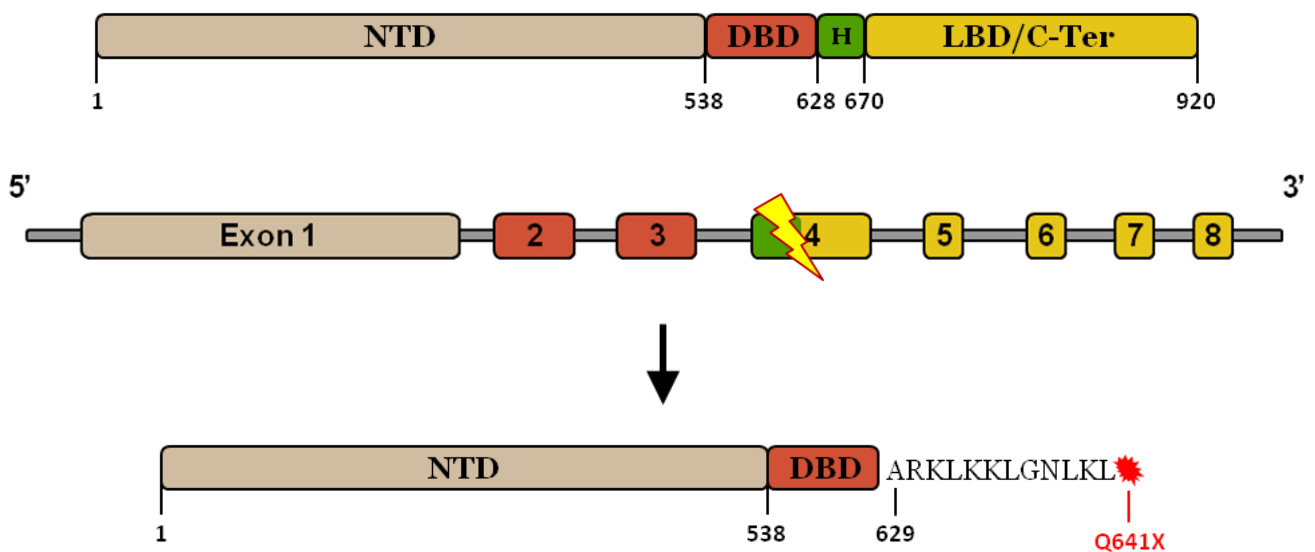 NTD DBD H LBD/C-Ter
1 538 628 670 920
5’ 3’
Exon 1 2 3 4 5 6 7 8
NTD DBD ARKLKKLGNLKL
1 538 629 Q641X